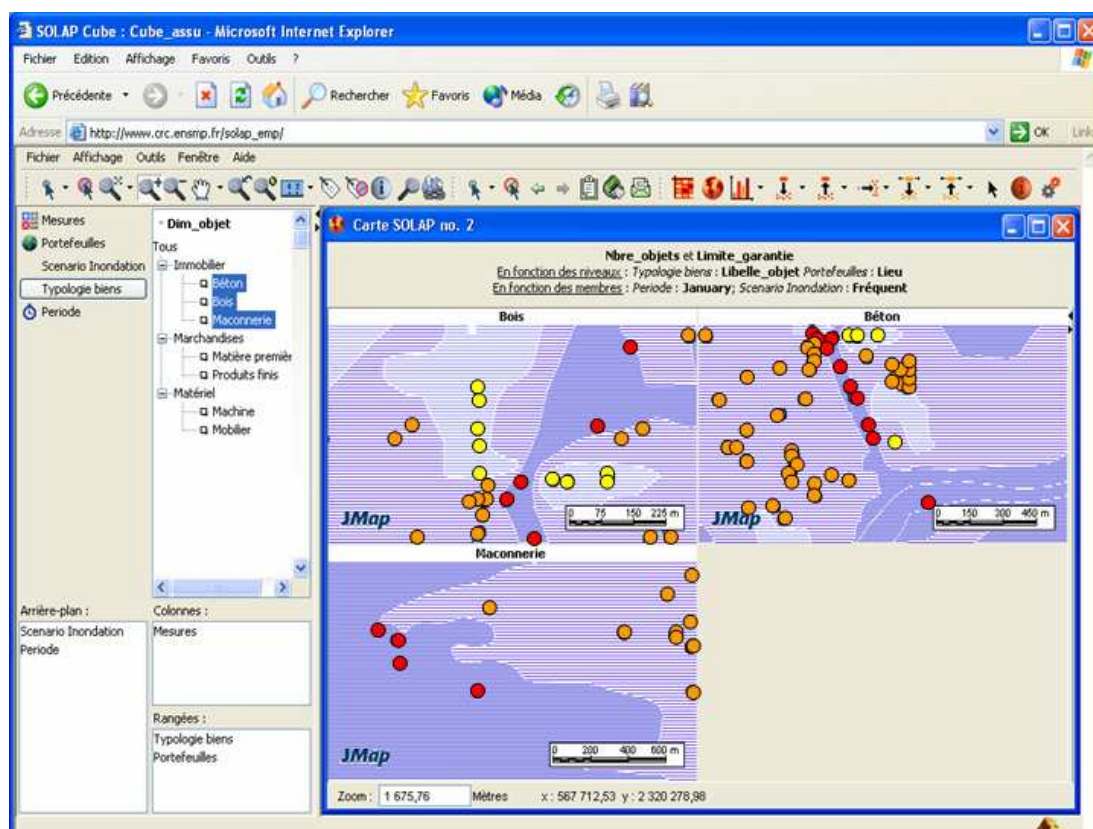 SOLAP Cube : Cube_assu - Microsoft Internet Explorer
Fichier Edition Affichage Favoris Outils ?
Précédente Rechercher Favoris Média
Adresse http://www.crc.ensmp.fr/solap_emp/ OK Links
Fichier Affichage Outils Fenêtre Aide
Mesures
Portefeuilles
Scenario Inondation
Typologie biens
Periode
Dim_objet
Tous
Immobilier
Béton
Bois
Maconnerie
Marchandises
Matière premièr
Produits finis
Matériel
Machine
Mobilier
Arrière-plan :
Scenario Inondation
Periode
Colonnes :
Mesures
Rangées :
Typologie biens
Portefeuilles
Carte SOLAP no. 2
Nbre_objets et Limite_garantie
En fonction des niveaux : Typologie biens : Libelle_objet Portefeuilles : Lieu
En fonction des membres : Periode : January; Scenario Inondation : Fréquent
Bois
0 75 150 225 m
JMap
Béton
0 150 300 450 m
JMap
Maconnerie
0 200 400 600 m
JMap
Zoom : 1 675,76 Mètres x : 567 712,53 y : 2 320 278,98